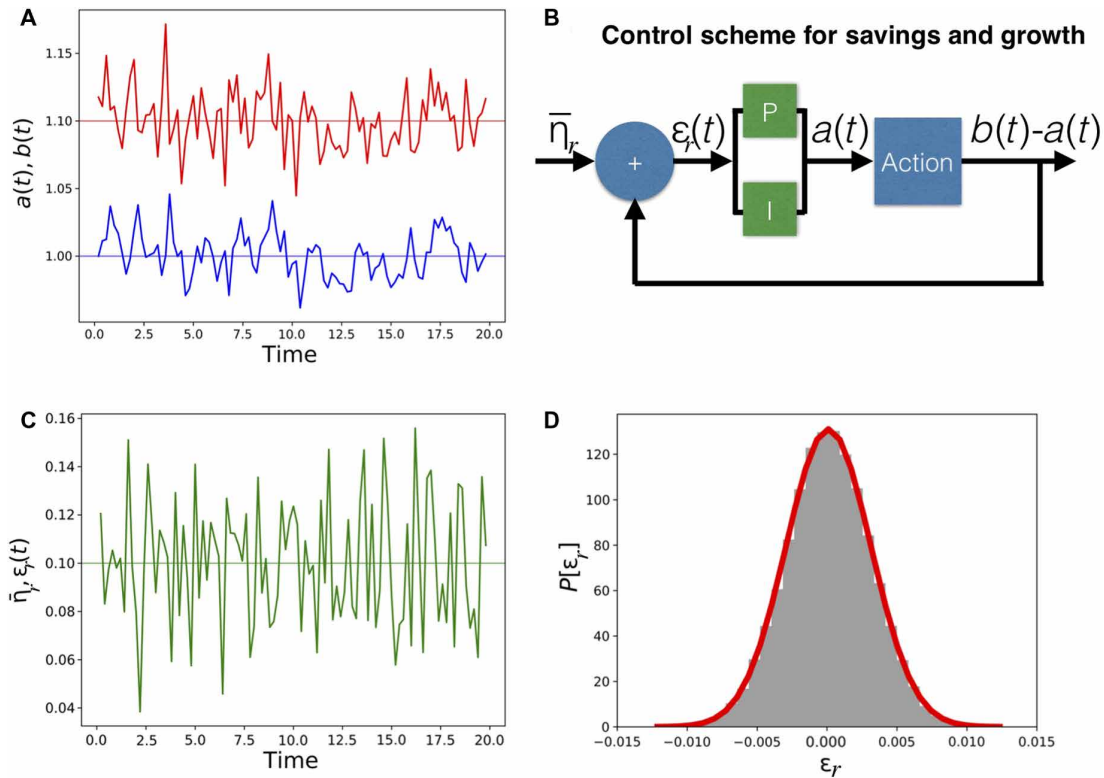 A
a(t), b(t)
1.15
1.10
1.05
1.00
0.0 2.5 5.0 7.5 10.0 12.5 15.0 17.5 20.0
Time
B
Control scheme for savings and growth
η̅r
+
εr(t)
P
I
a(t)
Action
b(t)-a(t)
C
η̅r, εr(t)
0.16
0.14
0.12
0.10
0.08
0.06
0.04
0.0 2.5 5.0 7.5 10.0 12.5 15.0 17.5 20.0
Time
D
P[εr]
120
100
80
60
40
20
0
−0.015 −0.010 −0.005 0.000 0.005 0.010 0.015
εr